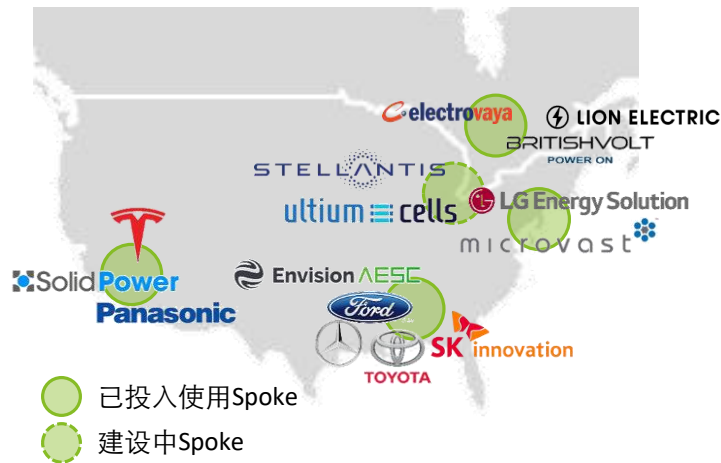 electrovaya
LION ELECTRIC
BRITISHVOLT
POWER ON
STELLANTIS
ultium cells
LG Energy Solution
microvast
Solid Power
Panasonic
Envision AESC
Ford
TOYOTA
SK innovation
已投入使用Spoke
建设中Spoke